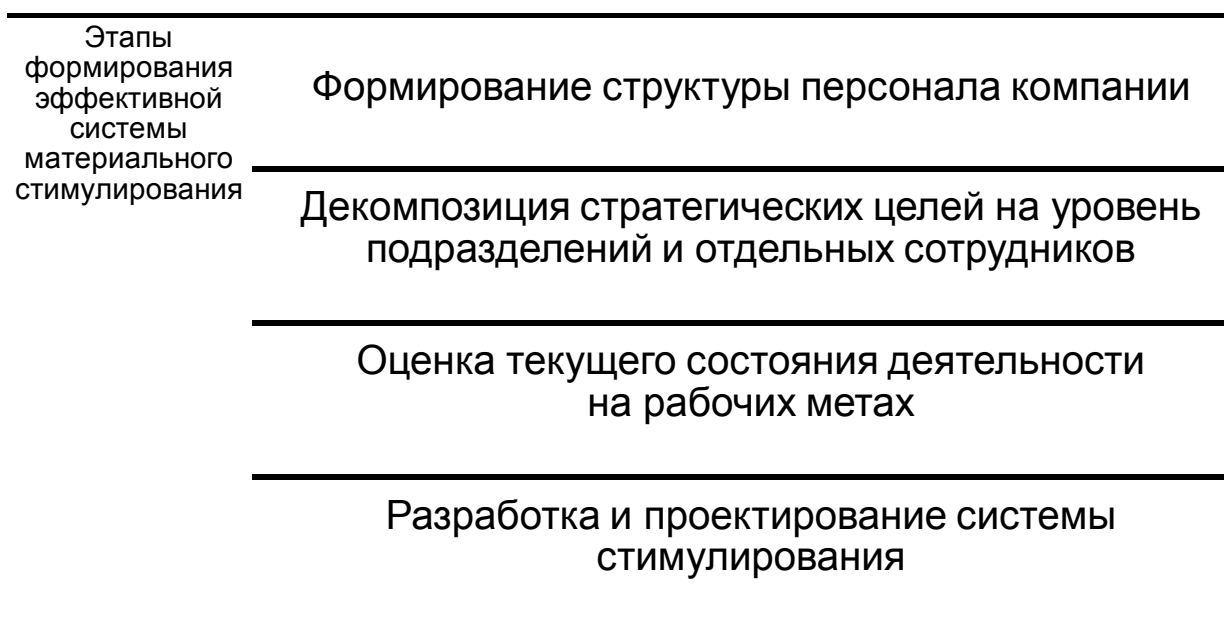 Этапы
формирования
эффективной
системы
материального
стимулирования
Формирование структуры персонала компании
Декомпозиция стратегических целей на уровень
подразделений и отдельных сотрудников
Оценка текущего состояния деятельности
на рабочих метах
Разработка и проектирование системы
стимулирования